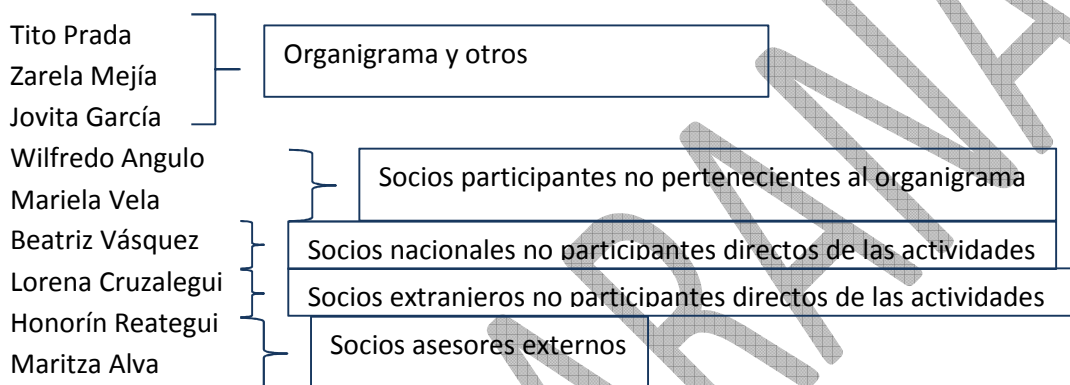 Tito Prada
Zarela Mejía
Jovita García
Organigrama y otros
Wilfredo Angulo
Mariela Vela
Socios participantes no pertenecientes al organigrama
Beatriz Vásquez
Socios nacionales no participantes directos de las actividades
Lorena Cruzalegui
Socios extranjeros no participantes directos de las actividades
Honorín Reategui
Maritza Alva
Socios asesores externos